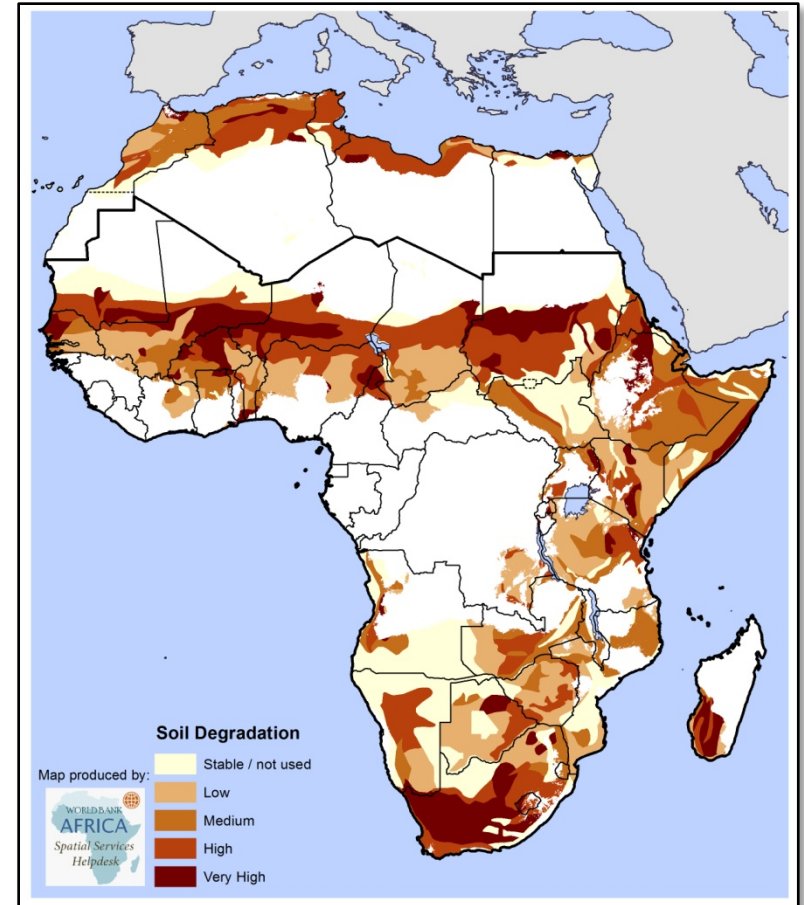 Soil Degradation
Stable / not used
Low
Medium
High
Very High
Map produced by:
WORLD BANK
AFRICA
Spatial Services
Helpdesk